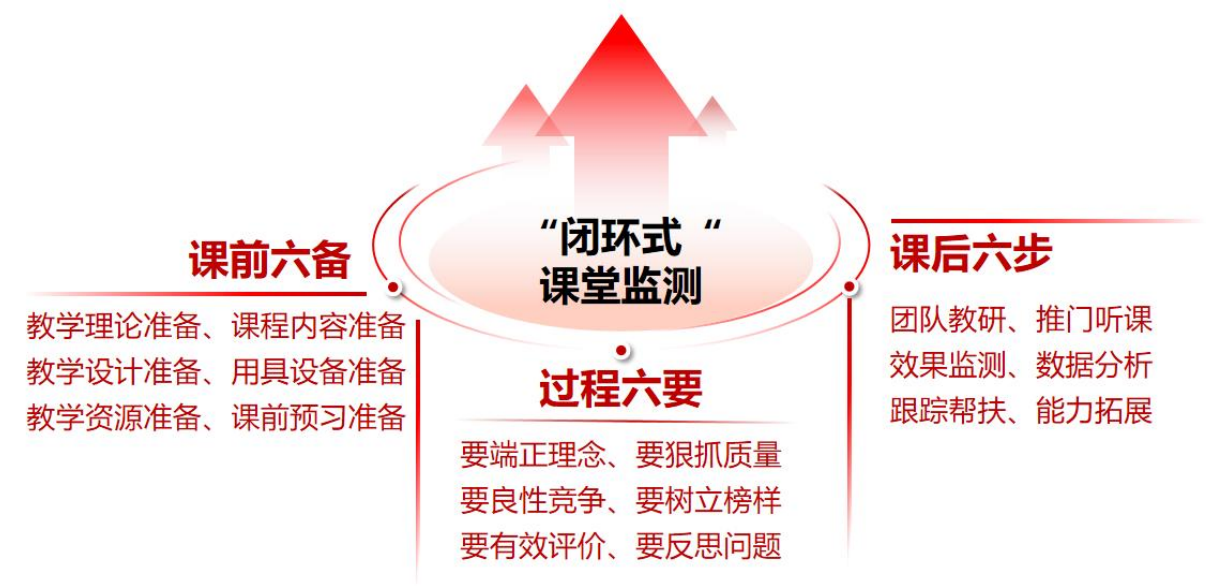 “闭环式“
课堂监测
课前六备
教学理论准备、课程内容准备
教学设计准备、用具设备准备
教学资源准备、课前预习准备
过程六要
要端正理念、要狠抓质量
要良性竞争、要树立榜样
要有效评价、要反思问题
课后六步
团队教研、推门听课
效果监测、数据分析
跟踪帮扶、能力拓展